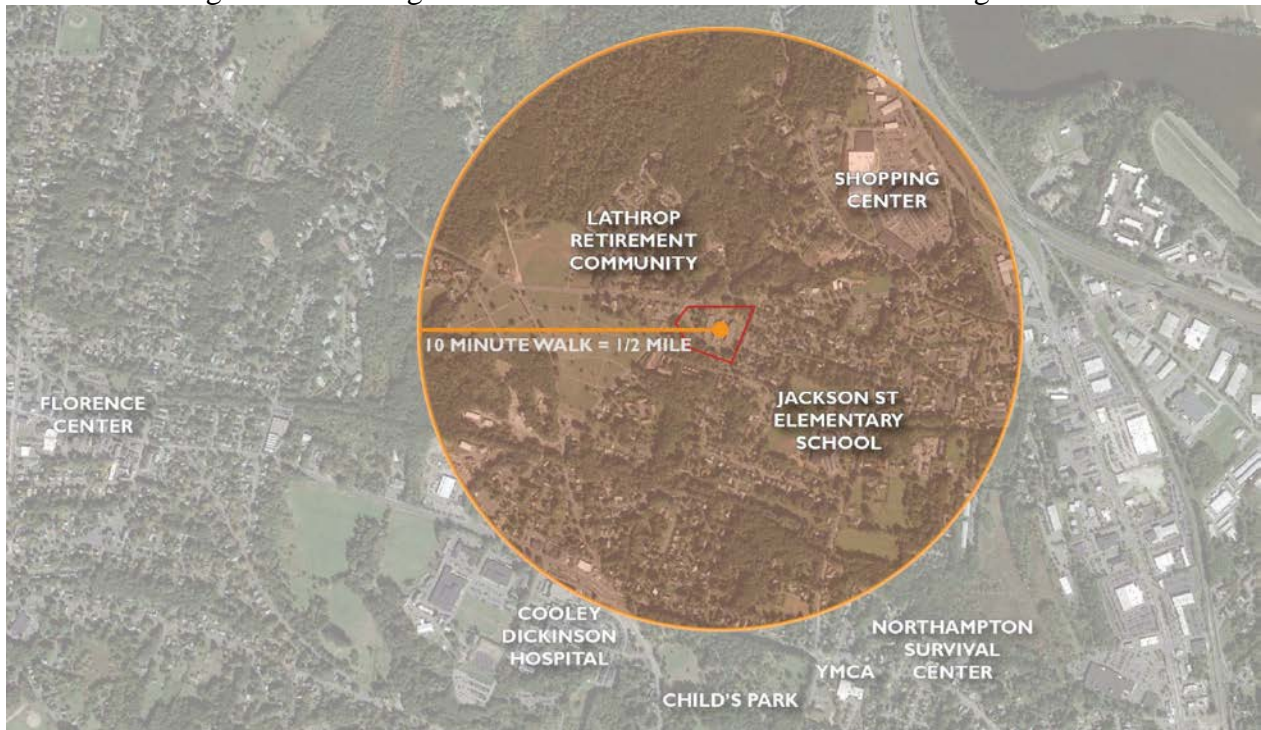 SHOPPING
CENTER
LATHROP
RETIREMENT
COMMUNITY
10 MINUTE WALK = 1/2 MILE
FLORENCE
CENTER
JACKSON ST
ELEMENTARY
SCHOOL
COOLEY
DICKINSON
HOSPITAL
NORTHAMPTON
SURVIVAL
CENTER
YMCA
CHILD'S PARK